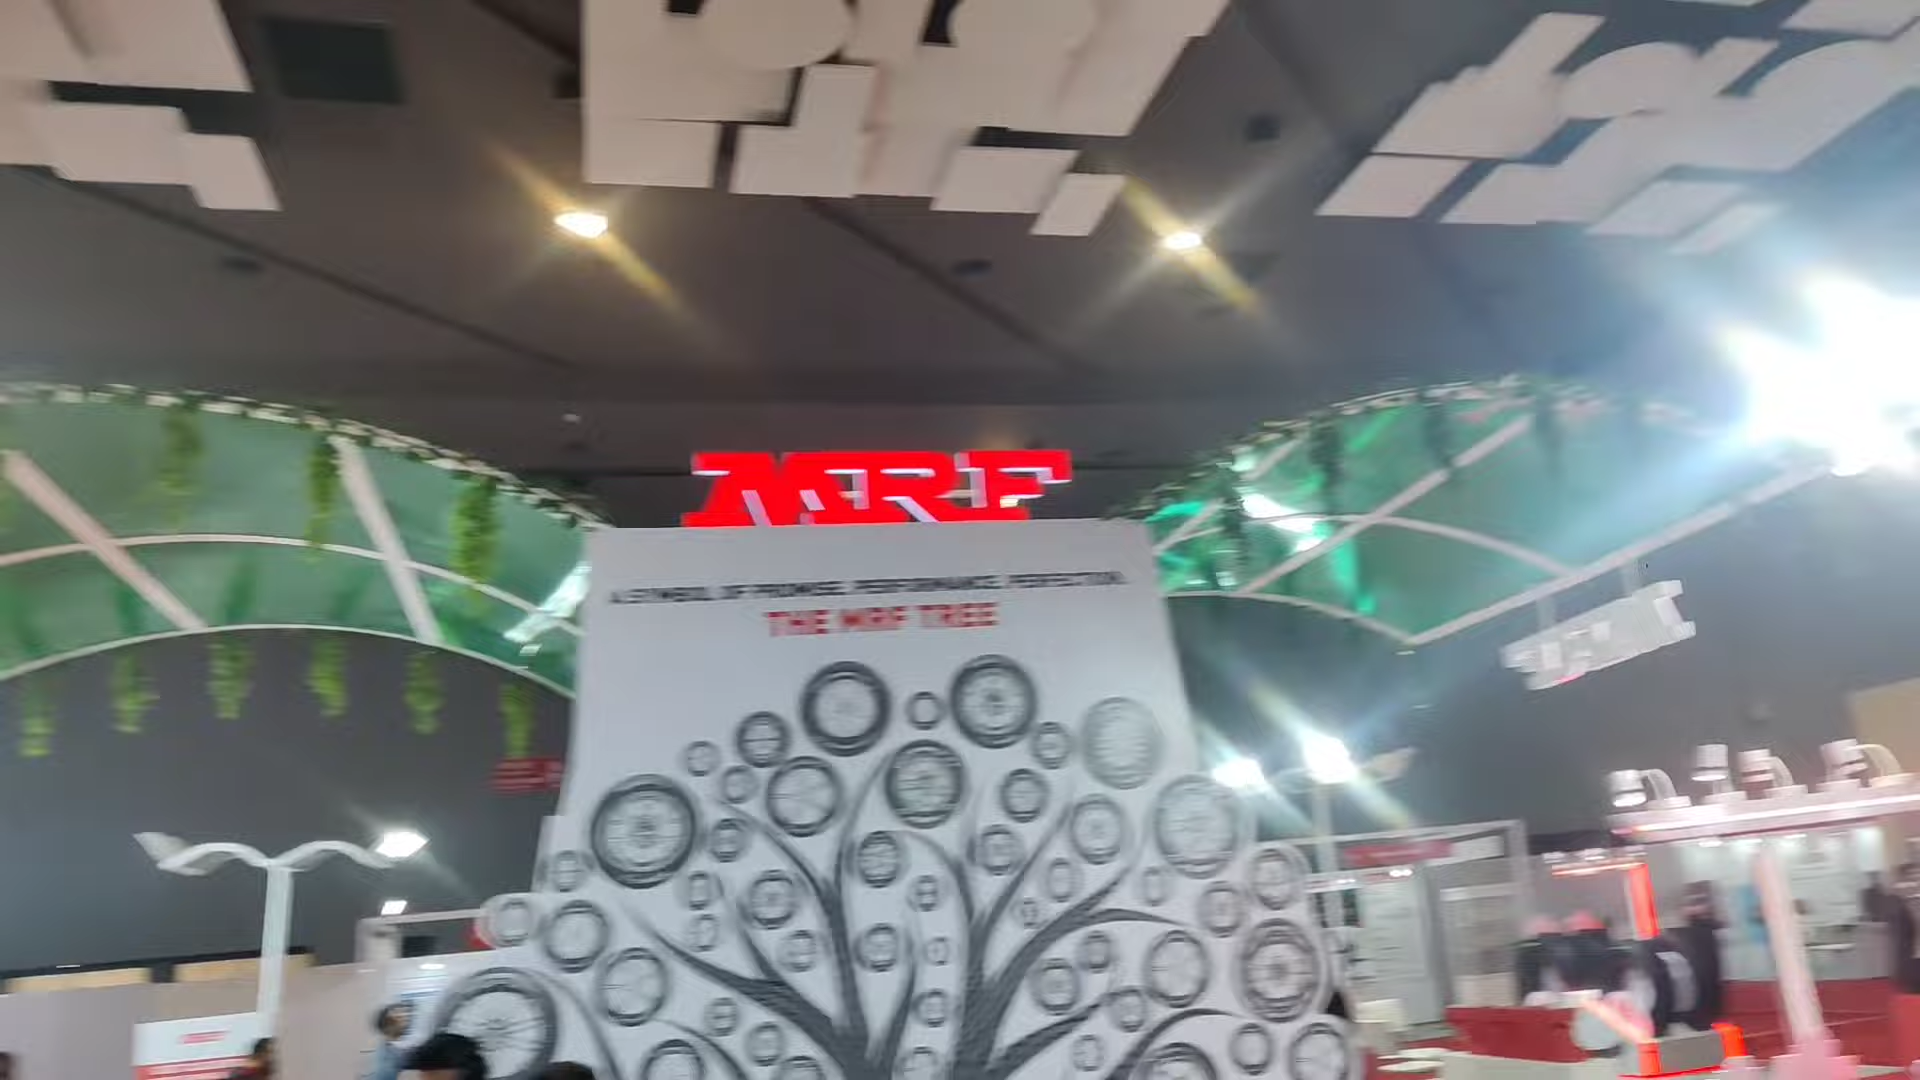 MRF
A SYMBOL OF PROMISE. PERFORMANCE. PERFECTION.
THE MRF TREE